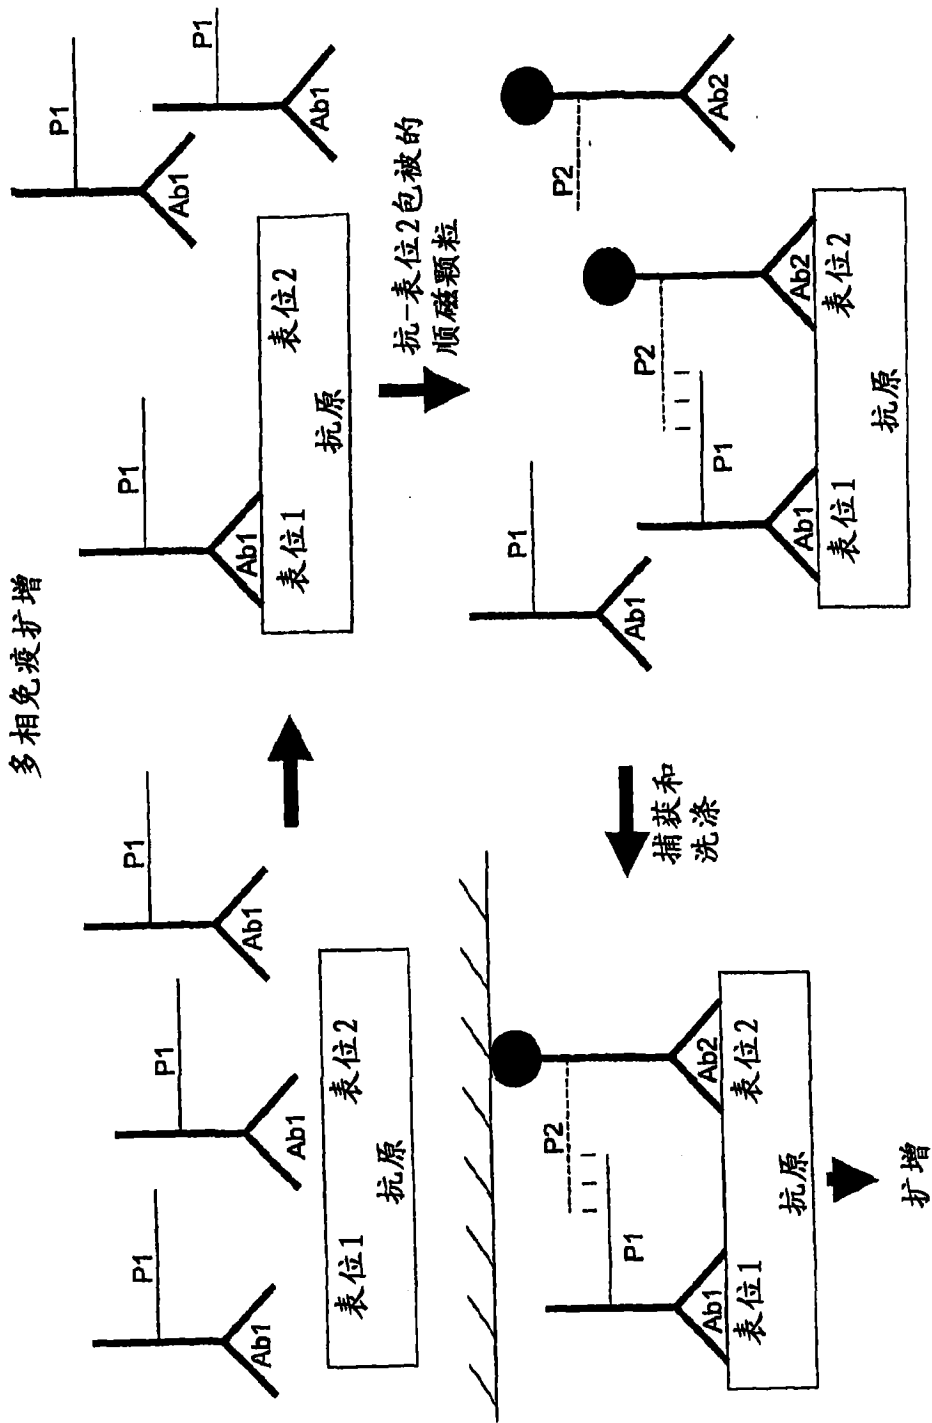 多相免疫扩增
P1
P1
P1
Ab1
Ab1
Ab1
表位1
表位2
抗原
P1
P1
P1
Ab1
Ab1
Ab1
表位1
表位2
抗原
抗-表位2包被的
顺磁颗粒
P1
P2
P2
Ab1
P1
Ab2
Ab1
Ab2
表位1
表位2
抗原
捕获和
洗涤
P2
P1
Ab1
Ab2
表位1
表位2
抗原
扩增